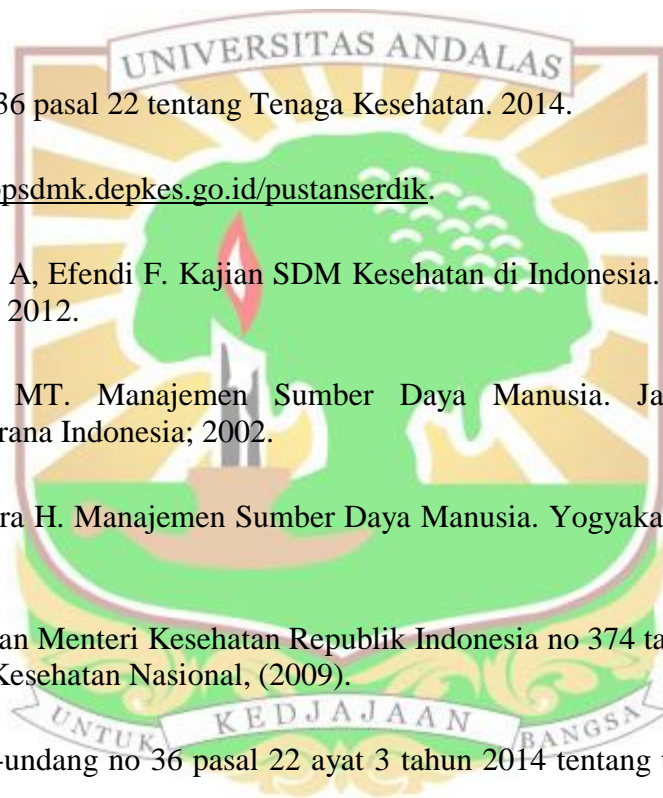 UNIVERSITAS ANDALAS
36 pasal 22 tentang Tenaga Kesehatan. 2014.
ppsdmk.depkes.go.id/pustanserdik.
A, Efendi F. Kajian SDM Kesehatan di Indonesia.
2012.
MT. Manajemen Sumber Daya Manusia. Ja
rana Indonesia; 2002.
ra H. Manajemen Sumber Daya Manusia. Yogyaka
an Menteri Kesehatan Republik Indonesia no 374 ta
Kesehatan Nasional, (2009).
UNTUK KEDJAJAAN BANGSA
-undang no 36 pasal 22 ayat 3 tahun 2014 tentang t